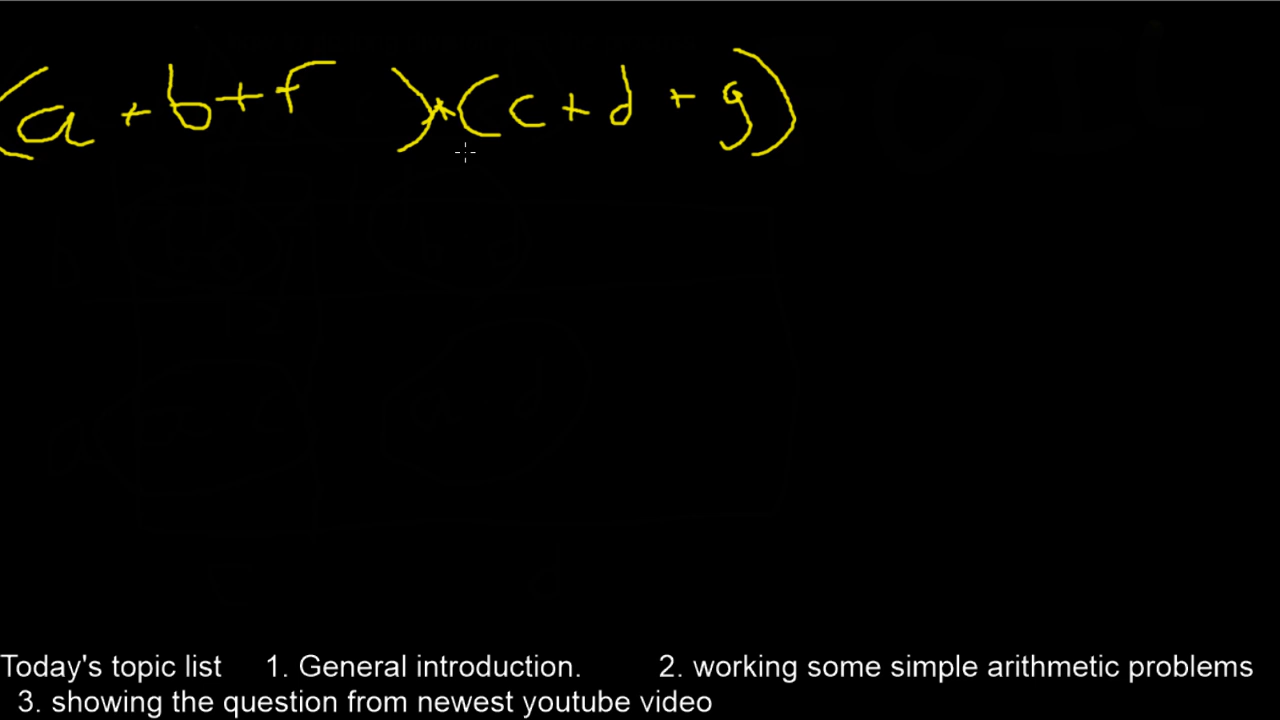 (a + b + f )*(c + d + g)
Today's topic list 1. General introduction. 2. working some simple arithmetic problems
3. showing the question from newest youtube video